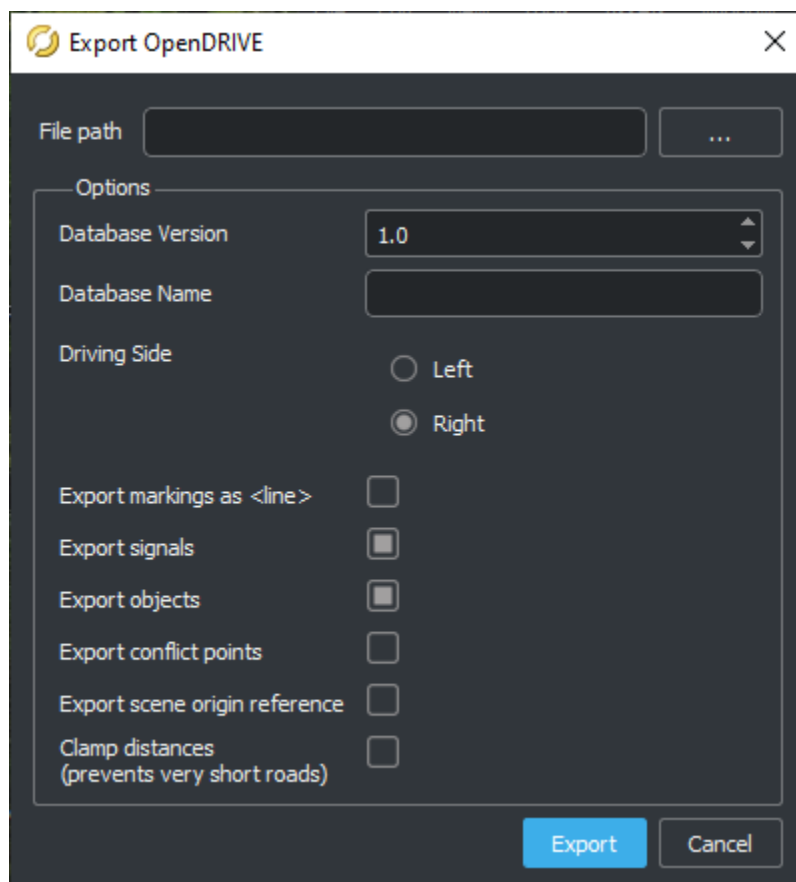 Export OpenDRIVE
File path
...
Options
Database Version
1.0
Database Name
Driving Side
Left
Right
Export markings as <line>
Export signals
Export objects
Export conflict points
Export scene origin reference
Clamp distances
(prevents very short roads)
Export
Cancel